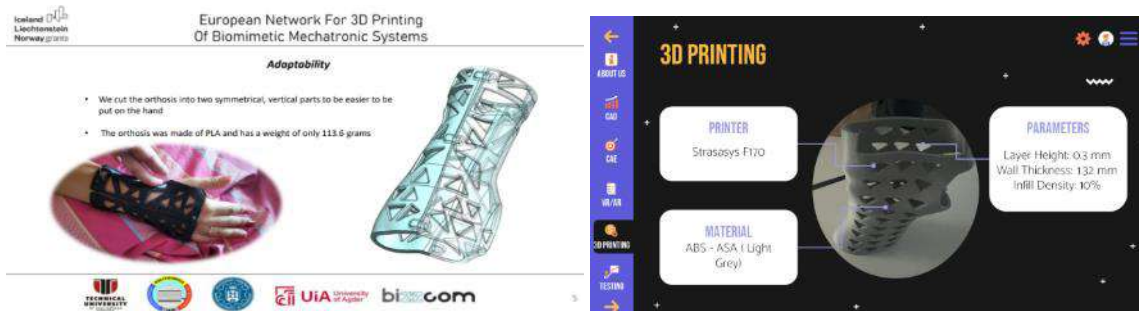 Iceland
Liechtenstein
Norway grants
European Network For 3D Printing
Of Biomimetic Mechatronic Systems
Adaptability
• We cut the orthosis into two symmetrical, vertical parts to be easier to be
put on the hand
• The orthosis was made of PLA and has a weight of only 113.6 grams
TECHNICAL
UNIVERSITY
UiA University
of Agder
bizzcom
5
ABOUT US
CAD
CAE
VR/AR
3D PRINTING
TESTING
3D PRINTING
PRINTER
Strasasys F170
MATERIAL
ABS - ASA ( Light
Grey)
PARAMETERS
Layer Height: 0.3 mm
Wall Thickness: 1.32 mm
Infill Density: 10%